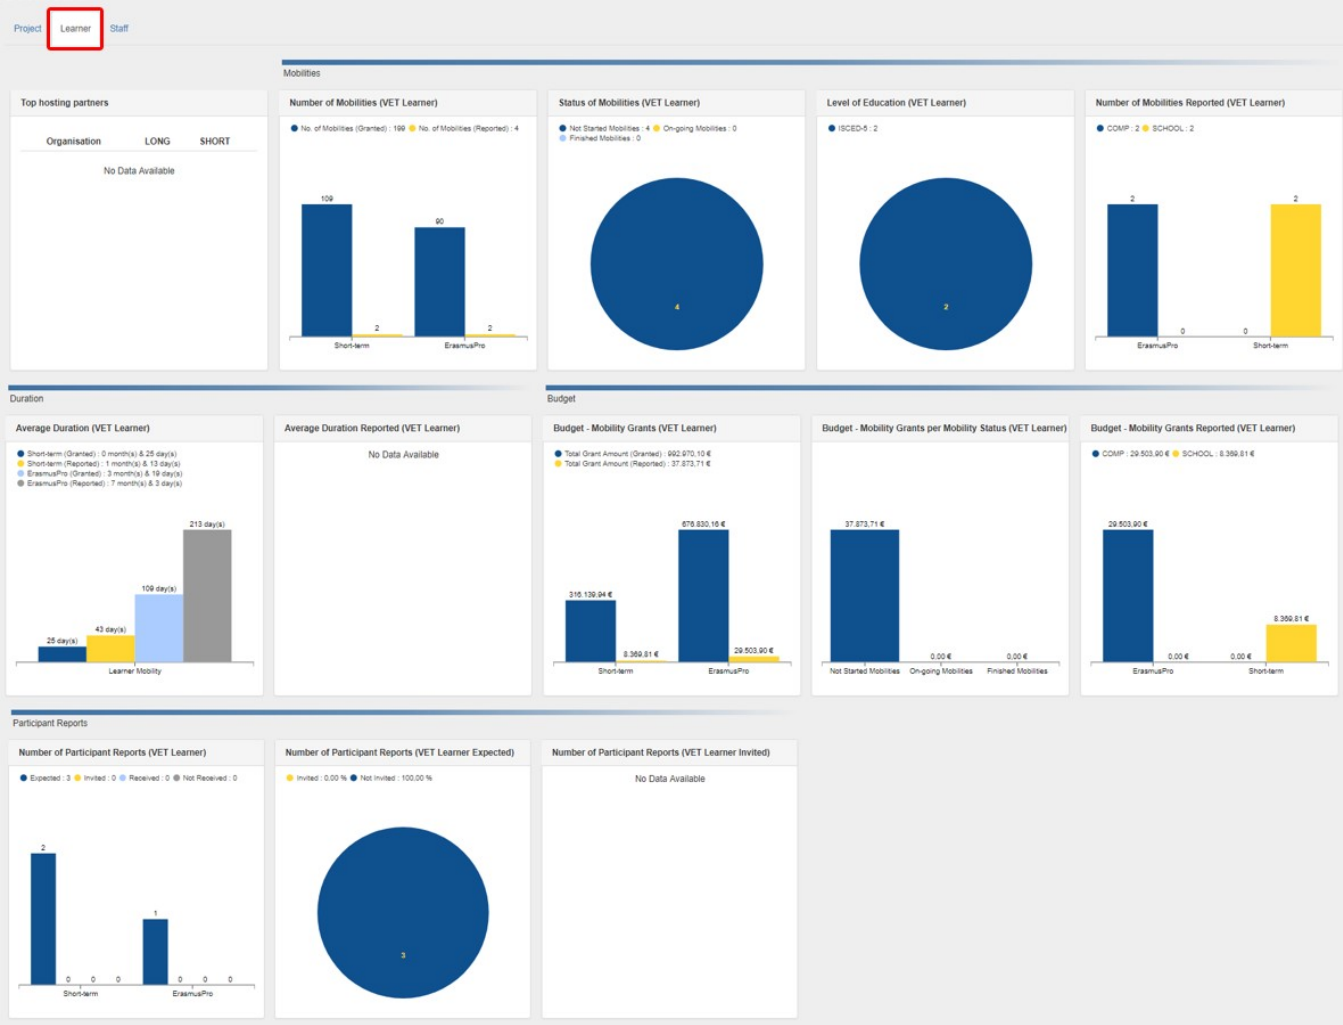 Project Learner Staff
Mobilities
Top hosting partners
Organisation LONG SHORT
No Data Available
Number of Mobilities (VET Learner)
No. of Mobilities (Granted) : 199 No. of Mobilities (Reported) : 4
109
90
2
2
Short-term ErasmusPro
Status of Mobilities (VET Learner)
Not Started Mobilities : 4 On-going Mobilities : 0
Finished Mobilities : 0
4
Level of Education (VET Learner)
ISCED-5 : 2
2
Number of Mobilities Reported (VET Learner)
COMP : 2 SCHOOL : 2
2 2
0 0
ErasmusPro Short-term
Duration
Average Duration (VET Learner)
Short-term (Granted) : 0 month(s) & 25 day(s)
Short-term (Reported) : 1 month(s) & 13 day(s)
ErasmusPro (Granted) : 3 month(s) & 19 day(s)
ErasmusPro (Reported) : 7 month(s) & 3 day(s)
213 day(s)
109 day(s)
43 day(s)
25 day(s)
Learner Mobility
Average Duration Reported (VET Learner)
No Data Available
Budget
Budget - Mobility Grants (VET Learner)
Total Grant Amount (Granted) : 992.970,10 €
Total Grant Amount (Reported) : 37.873,71 €
676.830,16 €
316.139,94 €
8.369,81 €
29.503,90 €
Short-term ErasmusPro
Budget - Mobility Grants per Mobility Status (VET Learner)
37.873,71 €
0,00 € 0,00 €
Not Started Mobilities On-going Mobilities Finished Mobilities
Budget - Mobility Grants Reported (VET Learner)
COMP : 29.503,90 € SCHOOL : 8.369,81 €
29.503,90 €
8.369,81 €
0,00 € 0,00 €
ErasmusPro Short-term
Participant Reports
Number of Participant Reports (VET Learner)
Expected : 3 Invited : 0 Received : 0 Not Received : 0
2
1
0 0 0 0 0 0
Short-term ErasmusPro
Number of Participant Reports (VET Learner Expected)
Invited : 0,00 % Not Invited : 100,00 %
3
Number of Participant Reports (VET Learner Invited)
No Data Available